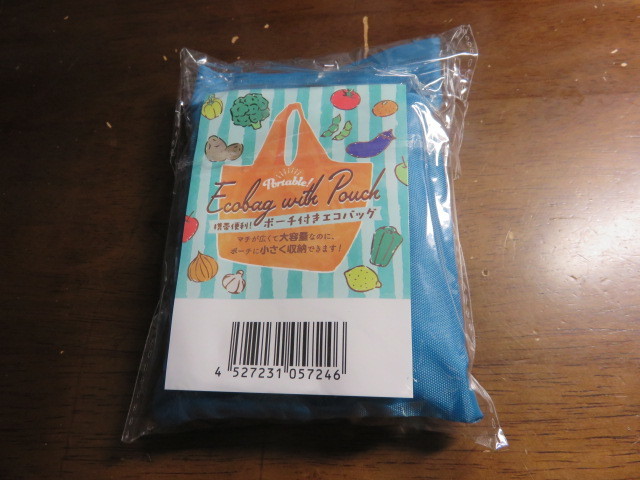 Portable!
Ecobag with Pouch
携帯便利! ポーチ付きエコバッグ
マチが広くて大容量なのに、
ポーチに小さく収納できます!
4 527231 057246